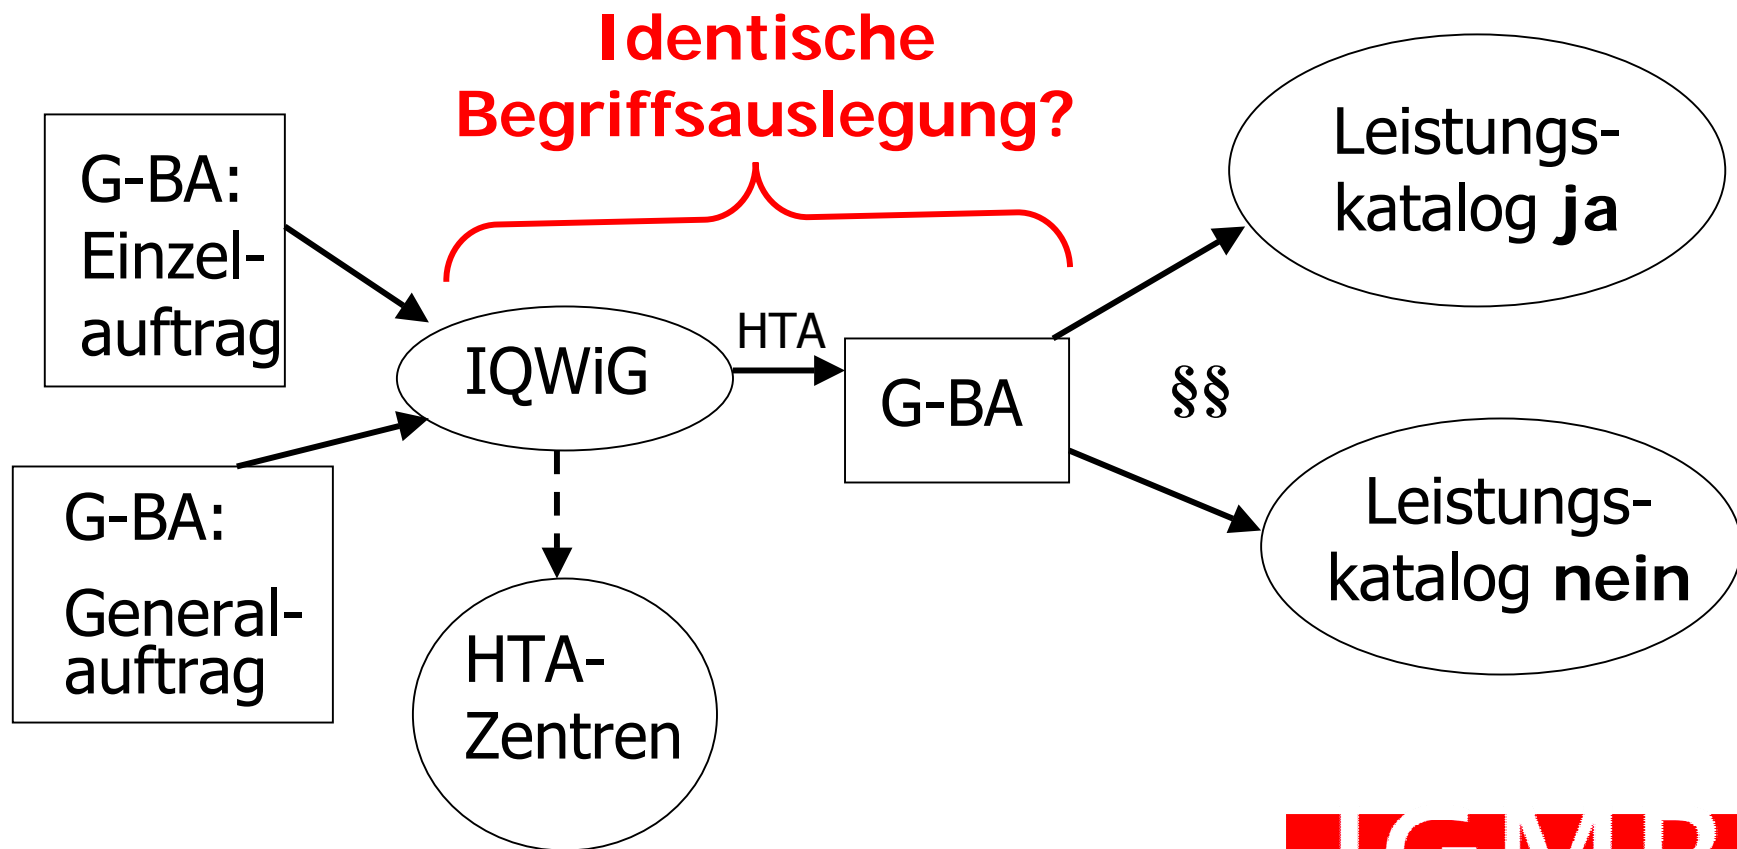 Identische
Begriffsauslegung?
G-BA:
Einzel-
auftrag
G-BA:
General-
auftrag
IQWiG
HTA
HTA-
Zentren
G-BA
§§
Leistungs-
katalog ja
Leistungs-
katalog nein